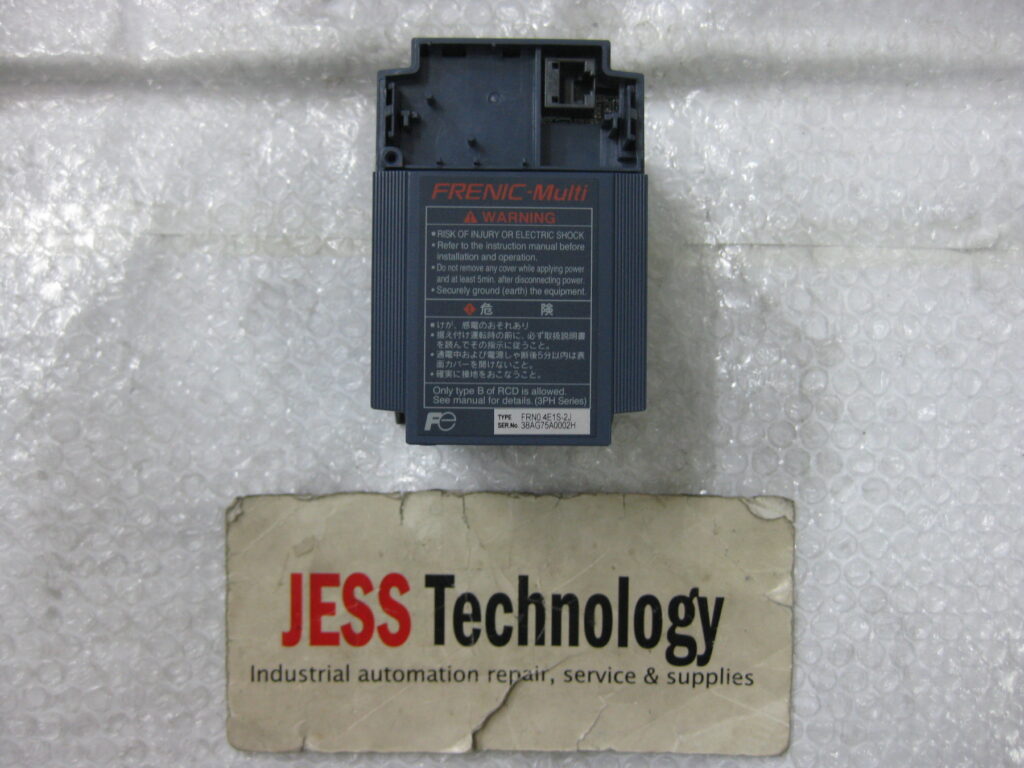 FRENIC-Multi
WARNING
• RISK OF INJURY OR ELECTRIC SHOCK
• Refer to the instruction manual before
installation and operation.
• Do not remove any cover while applying power
and at least 5min. after disconnecting power.
• Securely ground (earth) the equipment.
危 険
• けが、感電のおそれあり
• 据え付け運転時の前に、必ず取扱説明書
を読んでその指示に従うこと。
• 通電中および電源しゃ断後5分以内は表
面カバーを開けないこと。
• 確実に接地をおこなうこと。
Only type B of RCD is allowed.
See manual for details. (3PH Series)
Fe
TYPE FRN0.4E1S-2J
SER.No. 38AG75A0002H
JESS Technology
Industrial automation repair, service & supplies